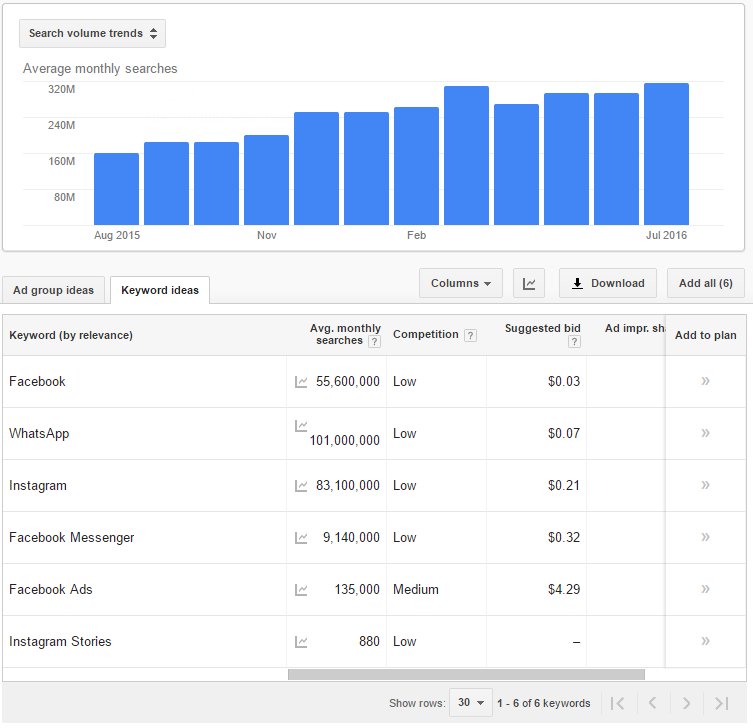 Search volume trends
Average monthly searches
320M
240M
160M
80M
Aug 2015 Nov Feb Jul 2016
Ad group ideas Keyword ideas Columns Download Add all (6)
Keyword (by relevance) Avg. monthly searches ? Competition ? Suggested bid ? Ad impr. sh Add to plan
Facebook 55,600,000 Low $0.03 »
WhatsApp 101,000,000 Low $0.07 »
Instagram 83,100,000 Low $0.21 »
Facebook Messenger 9,140,000 Low $0.32 »
Facebook Ads 135,000 Medium $4.29 »
Instagram Stories 880 Low – »
Show rows: 30 1 - 6 of 6 keywords